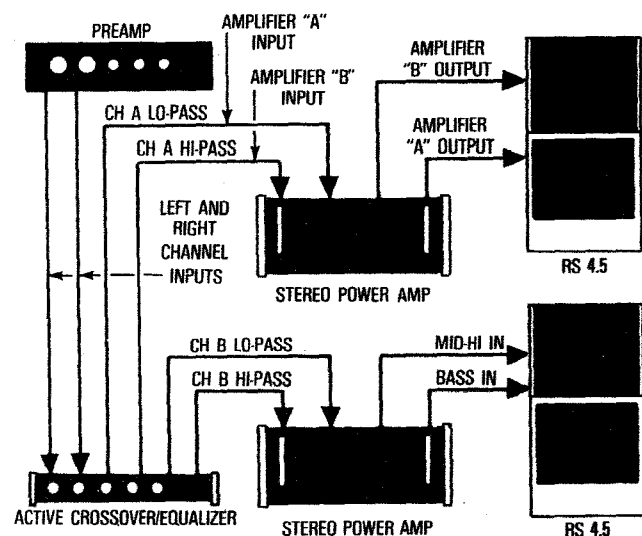 PREAMP
AMPLIFIER "A"
INPUT
AMPLIFIER "B"
INPUT
AMPLIFIER
"B" OUTPUT
CH A LO-PASS
CH A HI-PASS
AMPLIFIER
"A" OUTPUT
LEFT AND
RIGHT
CHANNEL
INPUTS
STEREO POWER AMP
RS 4.5
CH B LO-PASS
CH B HI-PASS
MID-HI IN
BASS IN
ACTIVE CROSSOVER/EQUALIZER
STEREO POWER AMP
RS 4.5